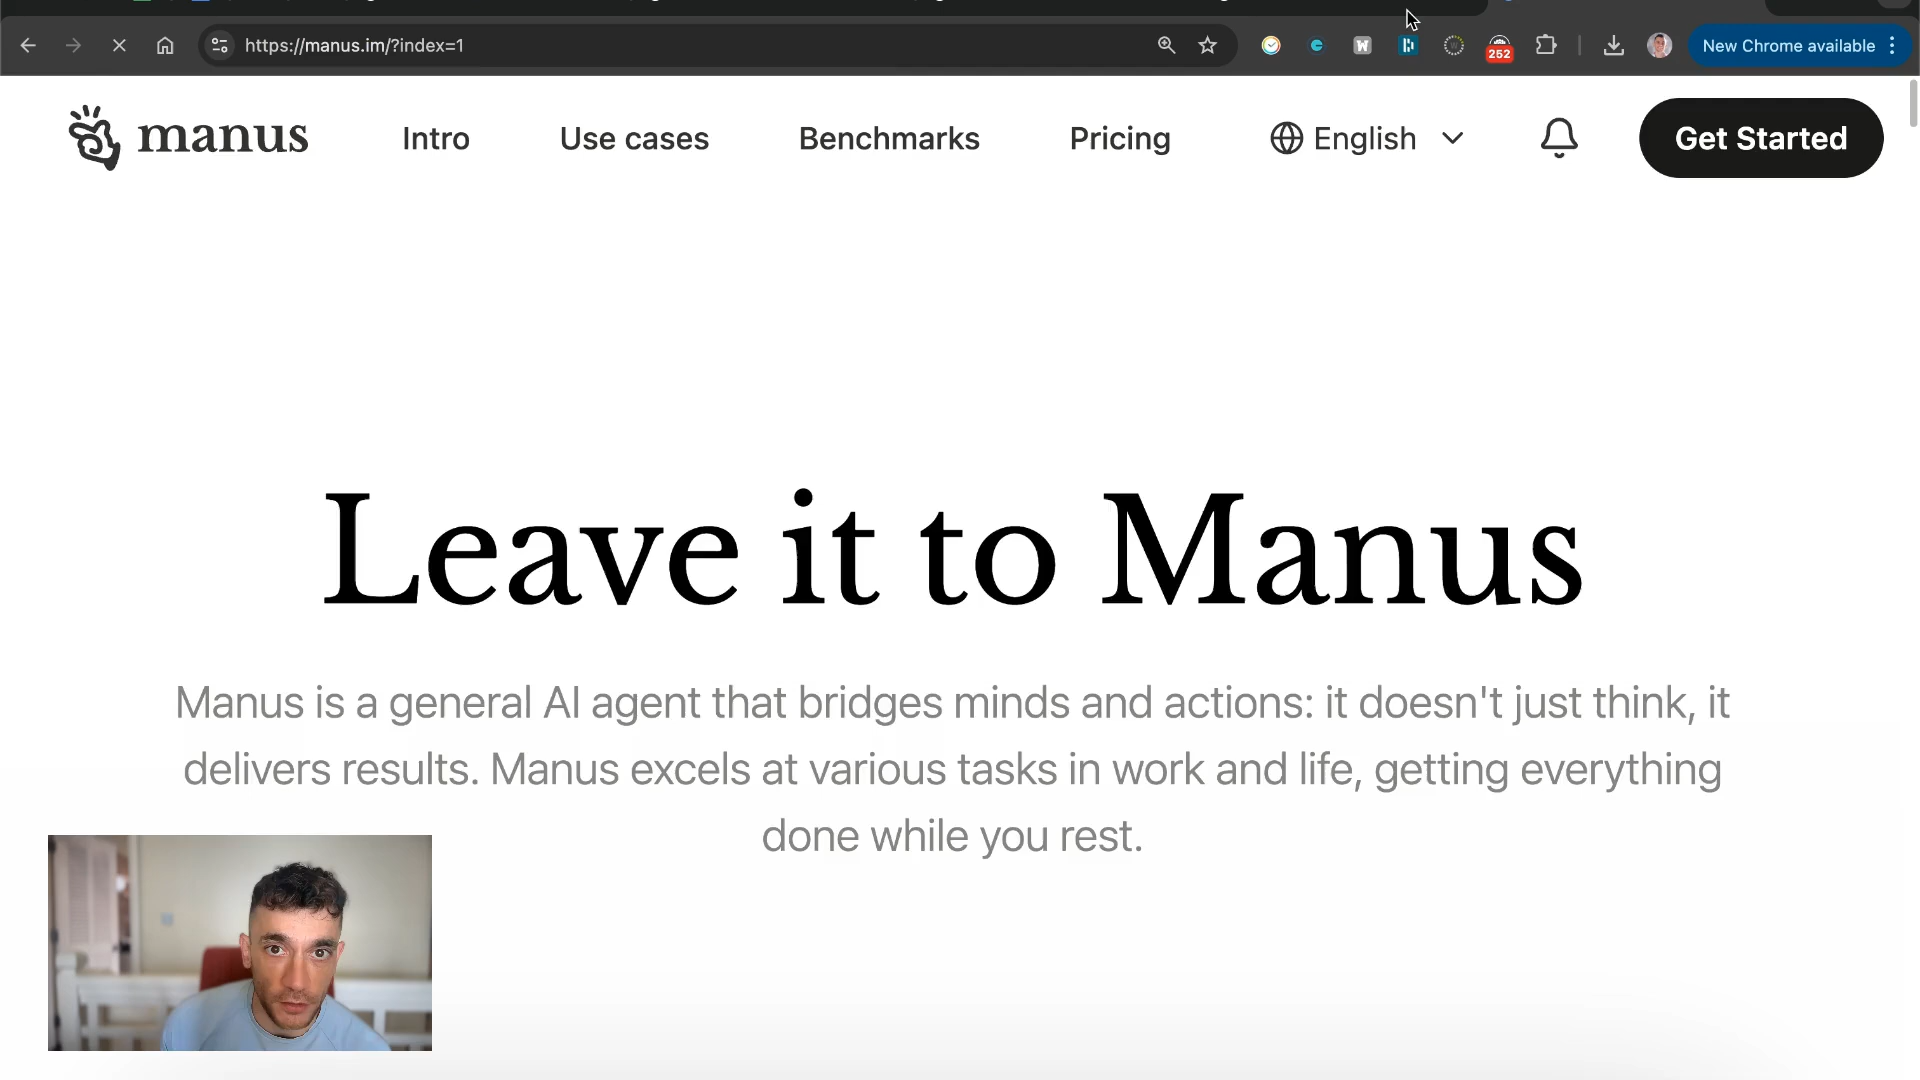 https://manus.im/?index=1
W
252
New Chrome available
manus
Intro
Use cases
Benchmarks
Pricing
English
Get Started
Leave it to Manus
Manus is a general AI agent that bridges minds and actions: it doesn't just think, it
delivers results. Manus excels at various tasks in work and life, getting everything
done while you rest.